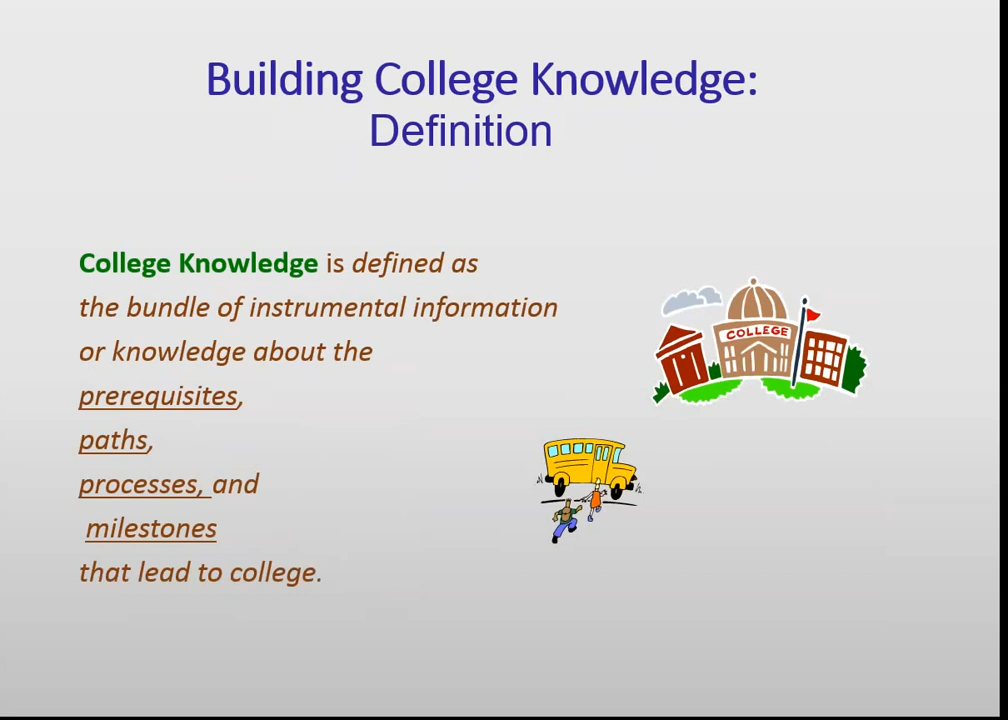 Building College Knowledge:
Definition
College Knowledge is defined as
the bundle of instrumental information
or knowledge about the
prerequisites,
paths,
processes, and
milestones
that lead to college.
COLLEGE